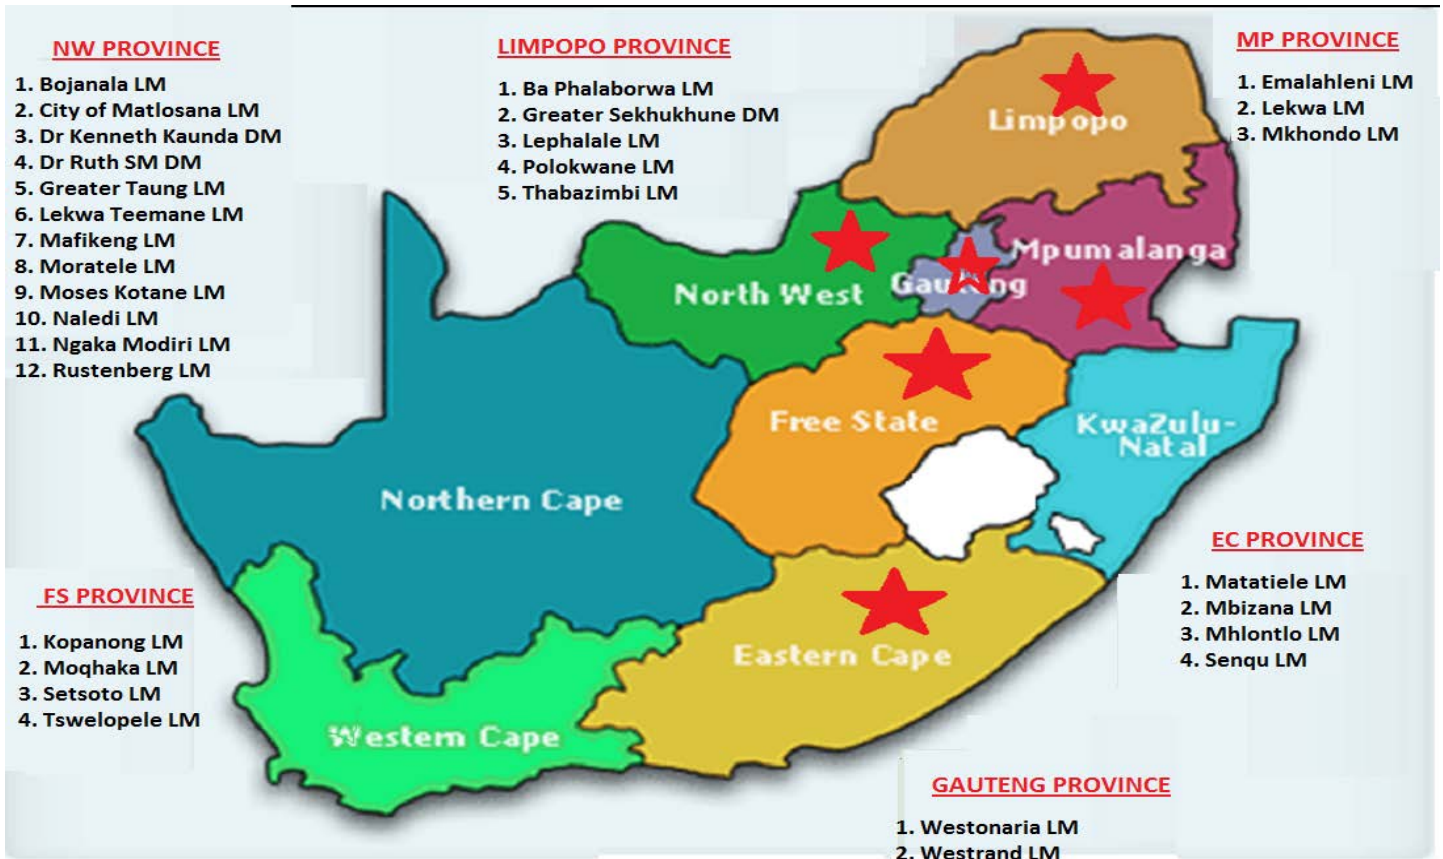 NW PROVINCE
1. Bojanala LM
2. City of Matlosana LM
3. Dr Kenneth Kaunda DM
4. Dr Ruth SM DM
5. Greater Taung LM
6. Lekwa Teemane LM
7. Mafikeng LM
8. Moratele LM
9. Moses Kotane LM
10. Naledi LM
11. Ngaka Modiri LM
12. Rustenberg LM
LIMPOPO PROVINCE
1. Ba Phalaborwa LM
2. Greater Sekhukhune DM
3. Lephalale LM
4. Polokwane LM
5. Thabazimbi LM
MP PROVINCE
1. Emalahleni LM
2. Lekwa LM
3. Mkhondo LM
Limpopo
Mpumalanga
North West
Gauteng
Free State
KwaZulu-
Natal
Northern Cape
Eastern Cape
Western Cape
FS PROVINCE
1. Kopanong LM
2. Moqhaka LM
3. Setsoto LM
4. Tswelopele LM
EC PROVINCE
1. Matatiele LM
2. Mbizana LM
3. Mhlontlo LM
4. Senqu LM
GAUTENG PROVINCE
1. Westonaria LM
2. Westrand LM